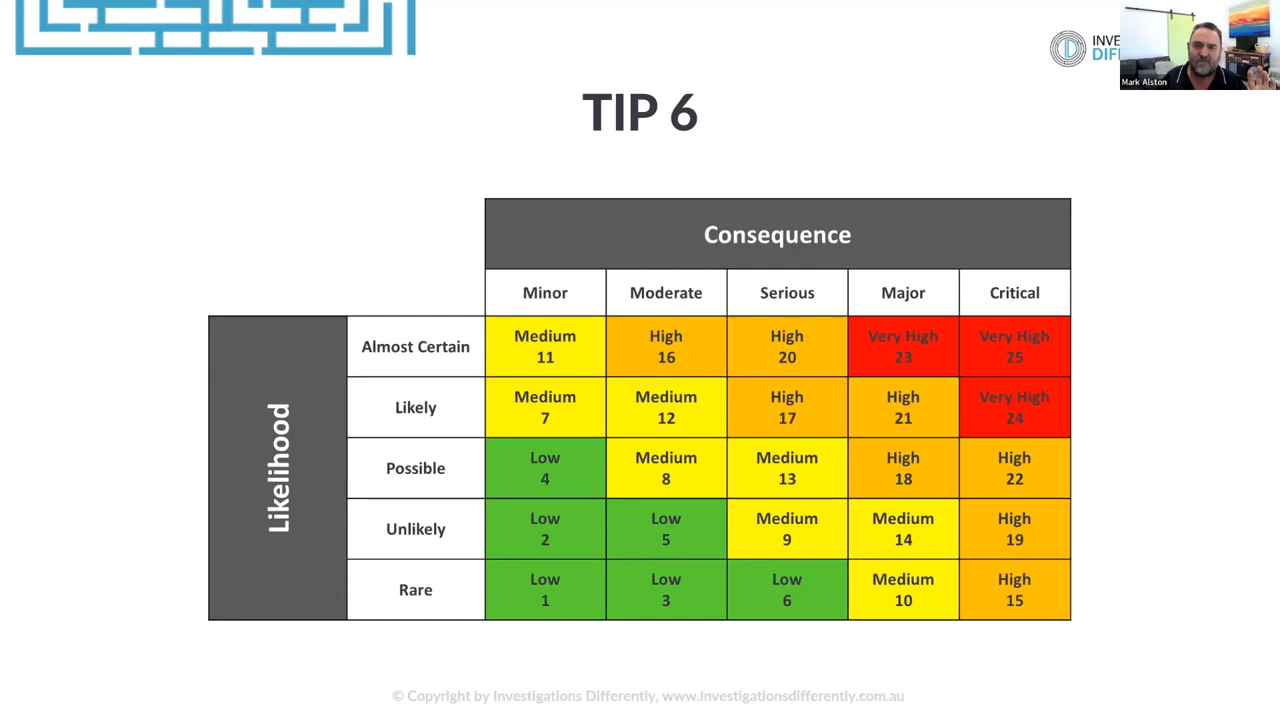 INVE
DIF
Mark Alston
TIP 6
Consequence
Minor Moderate Serious Major Critical
Likelihood
Almost Certain
Medium 11
High 16
High 20
Very High 23
Very High 25
Likely
Medium 7
Medium 12
High 17
High 21
Very High 24
Possible
Low 4
Medium 8
Medium 13
High 18
High 22
Unlikely
Low 2
Low 5
Medium 9
Medium 14
High 19
Rare
Low 1
Low 3
Low 6
Medium 10
High 15
© Copyright by Investigations Differently, www.investigationsdifferently.com.au